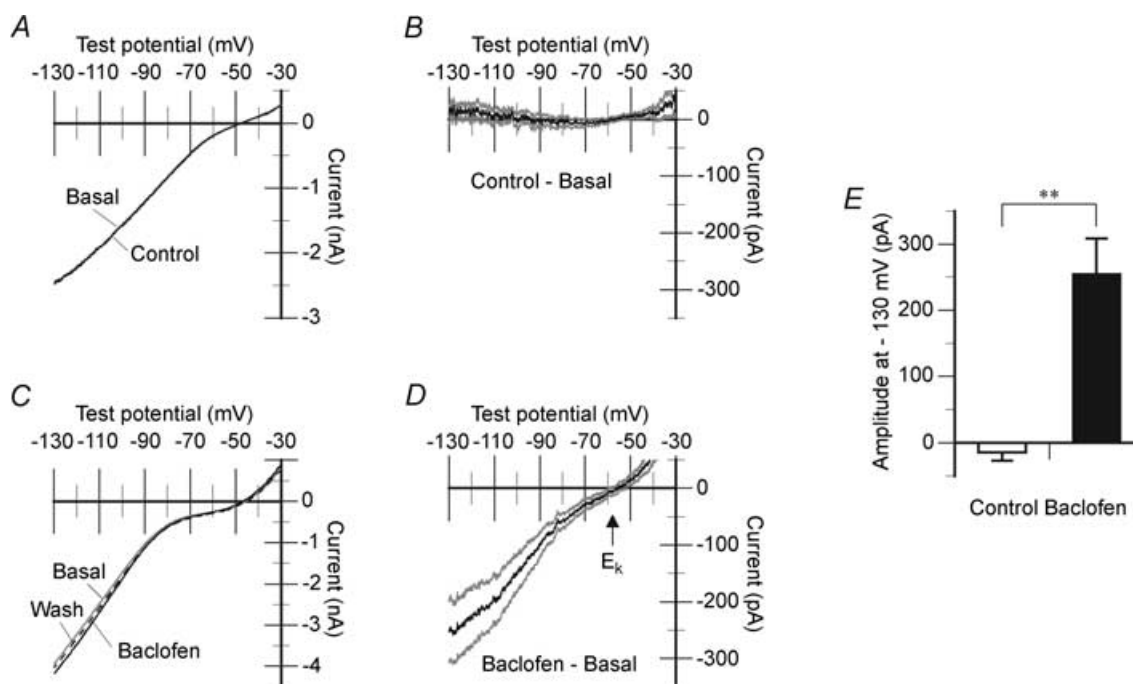 A
Test potential (mV)
-130 -110 -90 -70 -50 -30
0
-1
-2
-3
Current (nA)
Basal
Control
B
Test potential (mV)
-130 -110 -90 -70 -50 -30
0
-100
-200
-300
Current (pA)
Control - Basal
C
Test potential (mV)
-130 -110 -90 -70 -50 -30
0
-1
-2
-3
-4
Current (nA)
Basal
Wash
Baclofen
D
Test potential (mV)
-130 -110 -90 -70 -50 -30
0
-100
-200
-300
Current (pA)
Ek
Baclofen - Basal
E
**
Amplitude at - 130 mV (pA)
300
200
100
0
Control Baclofen